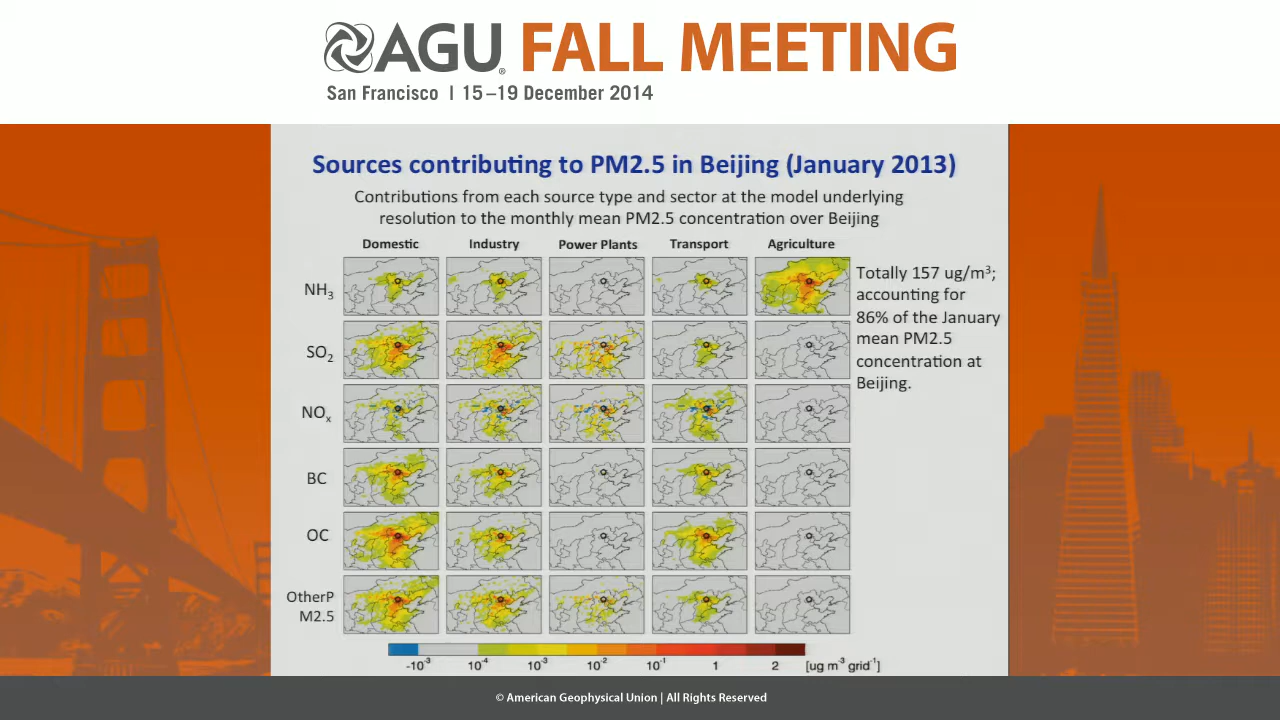 AGU® FALL MEETING
San Francisco | 15–19 December 2014
Sources contributing to PM2.5 in Beijing (January 2013)
Contributions from each source type and sector at the model underlying
resolution to the monthly mean PM2.5 concentration over Beijing
Domestic Industry Power Plants Transport Agriculture
NH₃
Totally 157 ug/m³;
accounting for
86% of the January
mean PM2.5
concentration at
Beijing.
SO₂
NOₓ
BC
OC
OtherP
M2.5
-10⁻³ 10⁻⁴ 10⁻³ 10⁻² 10⁻¹ 1 2 [ug m⁻³ grid⁻¹]
© American Geophysical Union | All Rights Reserved